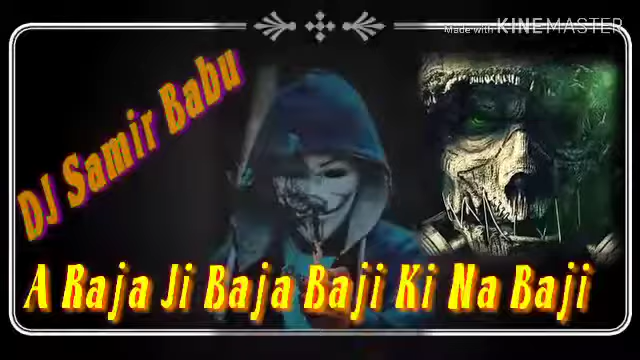 Made with KINEMASTER
DJ Samir Babu
A Raja Ji Baja Baji Ki Na Baji